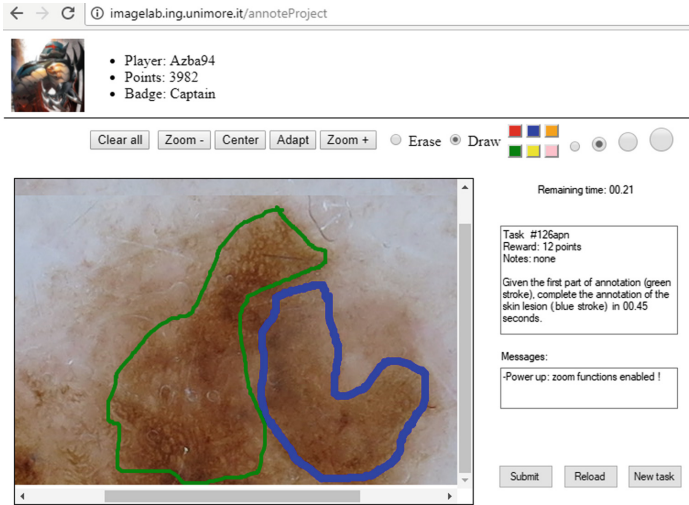 imagelab.ing.unimore.it/annoteProject
Player: Azba94
Points: 3982
Badge: Captain
Clear all Zoom - Center Adapt Zoom + Erase Draw
Remaining time: 00.21
Task #126apn
Reward: 12 points
Notes: none
Given the first part of annotation (green
stroke), complete the annotation of the
skin lesion (blue stroke) in 00.45
seconds.
Messages:
-Power up: zoom functions enabled !
Submit Reload New task